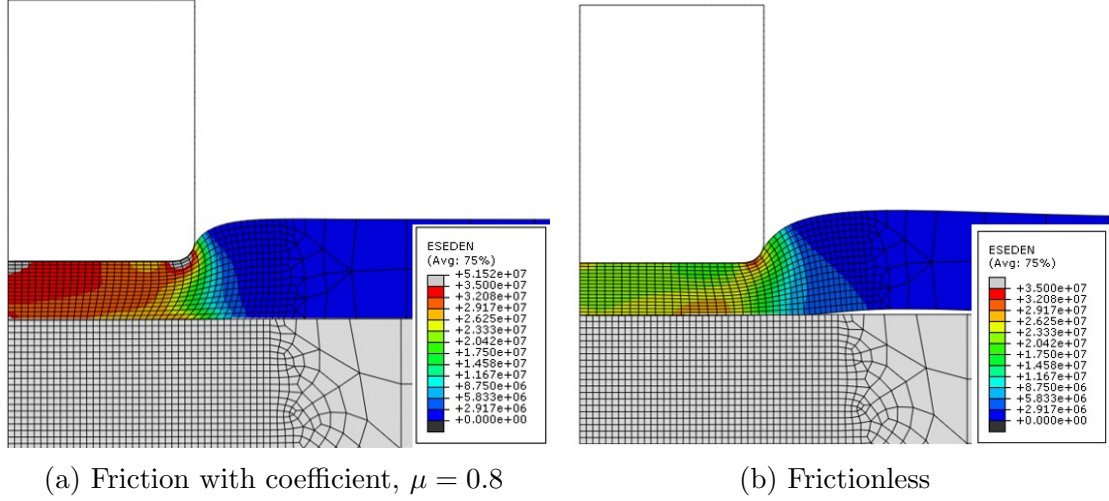 ESEDEN
(Avg: 75%)
+5.152e+07
+3.500e+07
+3.208e+07
+2.917e+07
+2.625e+07
+2.333e+07
+2.042e+07
+1.750e+07
+1.458e+07
+1.167e+07
+8.750e+06
+5.833e+06
+2.917e+06
+0.000e+00
ESEDEN
(Avg: 75%)
+3.500e+07
+3.208e+07
+2.917e+07
+2.625e+07
+2.333e+07
+2.042e+07
+1.750e+07
+1.458e+07
+1.167e+07
+8.750e+06
+5.833e+06
+2.917e+06
+0.000e+00
(a) Friction with coefficient, μ = 0.8
(b) Frictionless